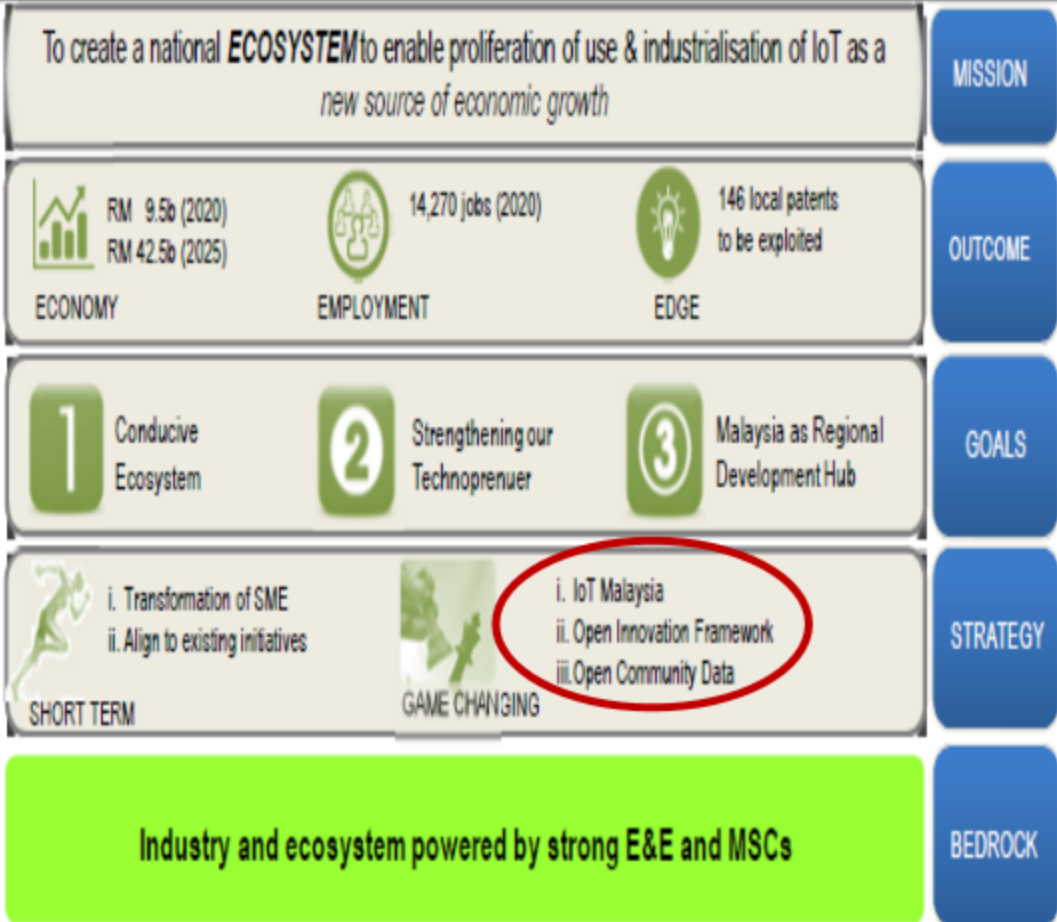 To create a national ECOSYSTEM to enable proliferation of use & industrialisation of IoT as a
new source of economic growth
MISSION
RM 9.5b (2020)
RM 42.5b (2025)
ECONOMY
14,270 jobs (2020)
EMPLOYMENT
146 local patents
to be exploited
EDGE
OUTCOME
1
Conducive
Ecosystem
2
Strengthening our
Technoprenuer
3
Malaysia as Regional
Development Hub
GOALS
i. Transformation of SME
ii. Align to existing initiatives
SHORT TERM
i. IoT Malaysia
ii. Open Innovation Framework
iii. Open Community Data
GAME CHANGING
STRATEGY
Industry and ecosystem powered by strong E&E and MSCs
BEDROCK